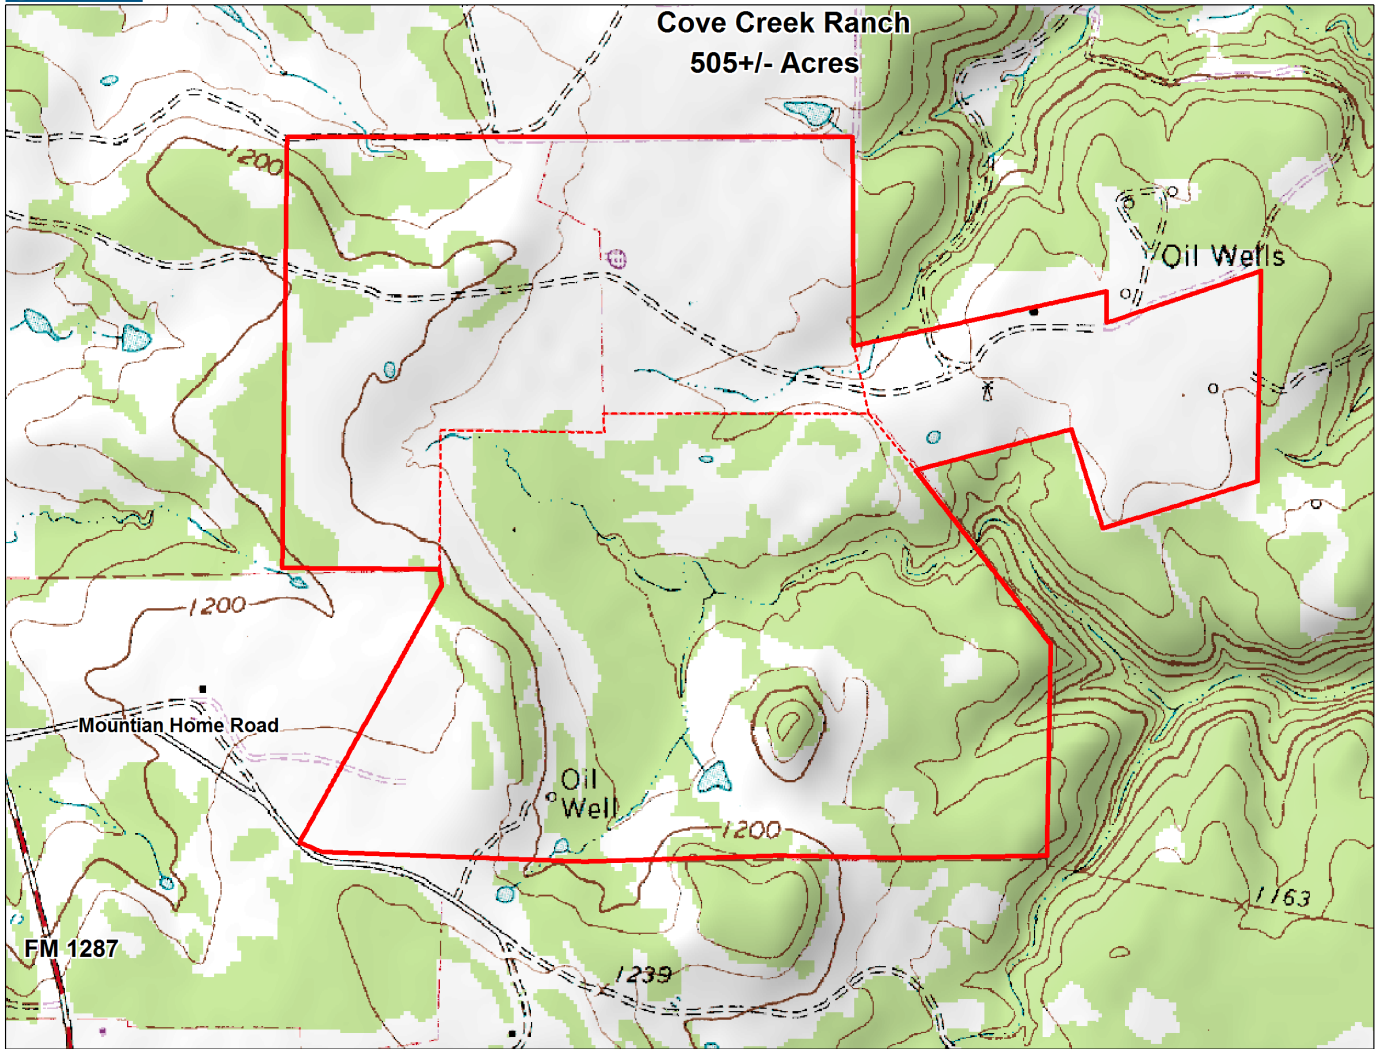 Cove Creek Ranch
505+/- Acres
1200
Oil Wells
1200
Mountian Home Road
Oil
Well
1200
1163
FM 1287
1239